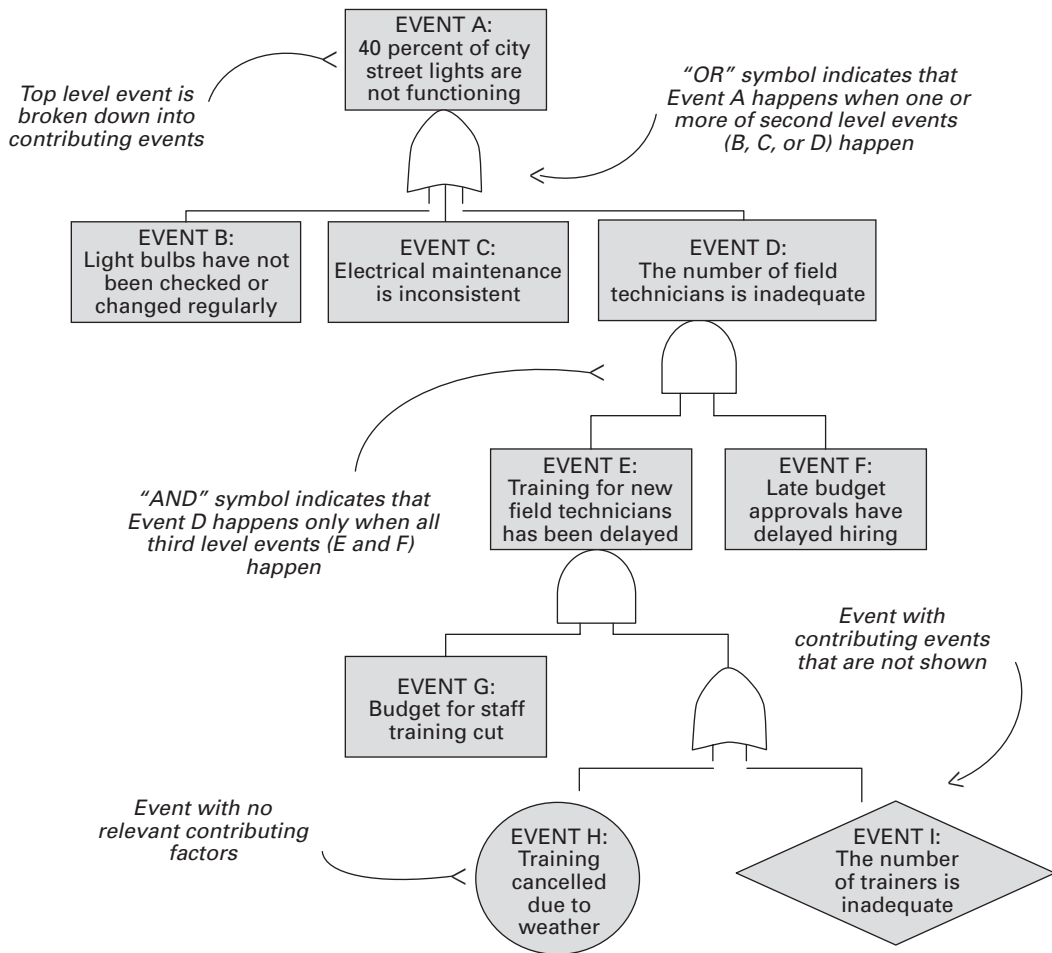 EVENT A:
40 percent of city
street lights are
not functioning
Top level event is
broken down into
contributing events
“OR” symbol indicates that
Event A happens when one or
more of second level events
(B, C, or D) happen
EVENT B:
Light bulbs have not
been checked or
changed regularly
EVENT C:
Electrical maintenance
is inconsistent
EVENT D:
The number of field
technicians is inadequate
“AND” symbol indicates that
Event D happens only when all
third level events (E and F)
happen
EVENT E:
Training for new
field technicians
has been delayed
EVENT F:
Late budget
approvals have
delayed hiring
Event with
contributing events
that are not shown
EVENT G:
Budget for staff
training cut
Event with no
relevant contributing
factors
EVENT H:
Training
cancelled
due to
weather
EVENT I:
The number
of trainers is
inadequate